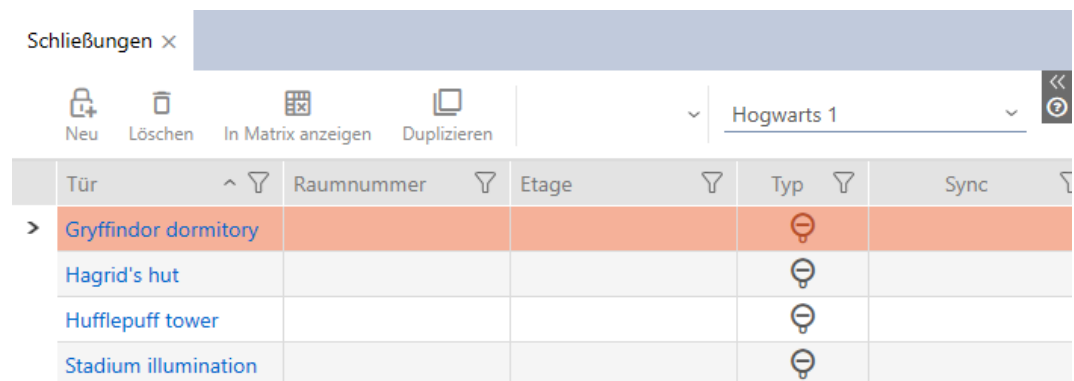 Schließungen
Neu Löschen In Matrix anzeigen Duplizieren Hogwarts 1
Tür Raumnummer Etage Typ Sync
Gryffindor dormitory
Hagrid's hut
Hufflepuff tower
Stadium illumination